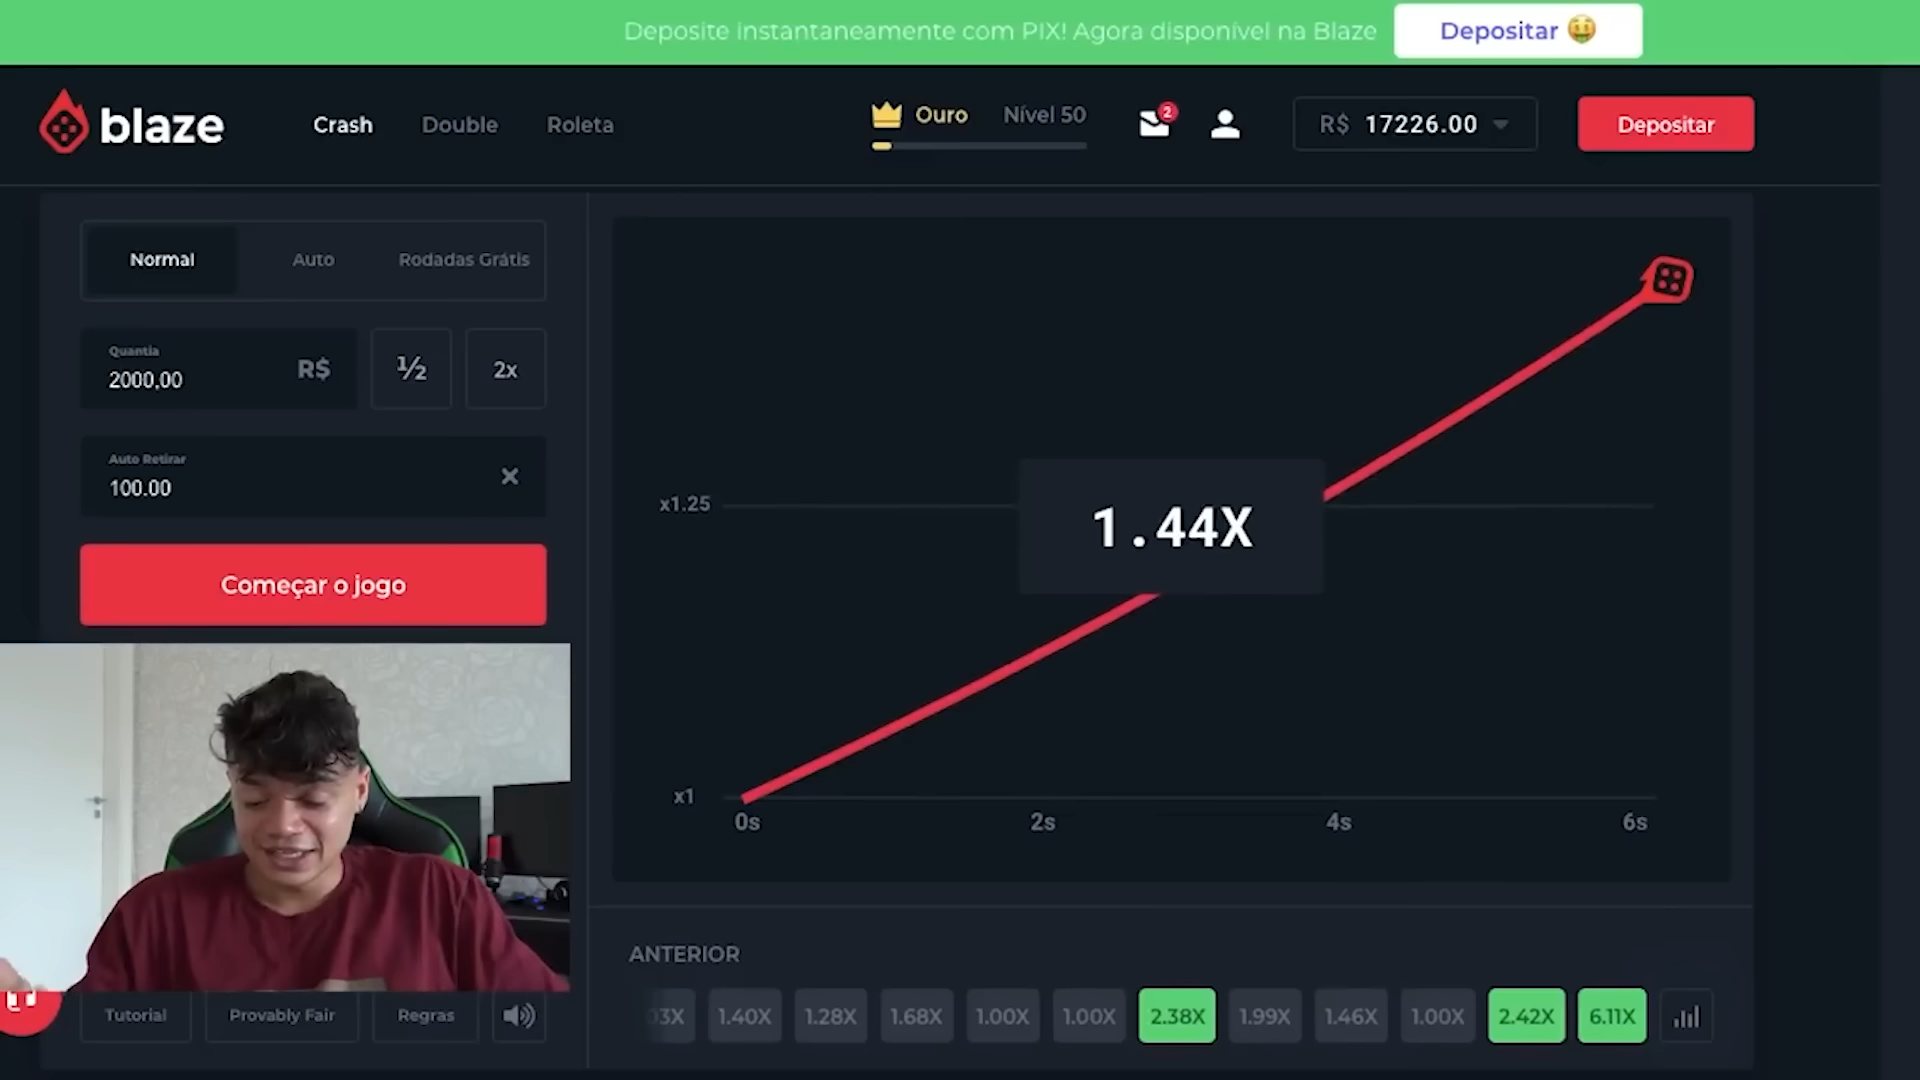 Deposite instantaneamente com PIX! Agora disponível na Blaze
Depositar 🤑
blaze
Crash
Double
Roleta
Ouro
Nível 50
2
R$ 17226.00
Depositar
Normal
Auto
Rodadas Grátis
Quantia
2000,00
R$
½
2x
Auto Retirar
100.00
Começar o jogo
x1.25
1.44X
x1
0s
2s
4s
6s
ANTERIOR
03X
1.40X
1.28X
1.68X
1.00X
1.00X
2.38X
1.99X
1.46X
1.00X
2.42X
6.11X
Tutorial
Provably Fair
Regras